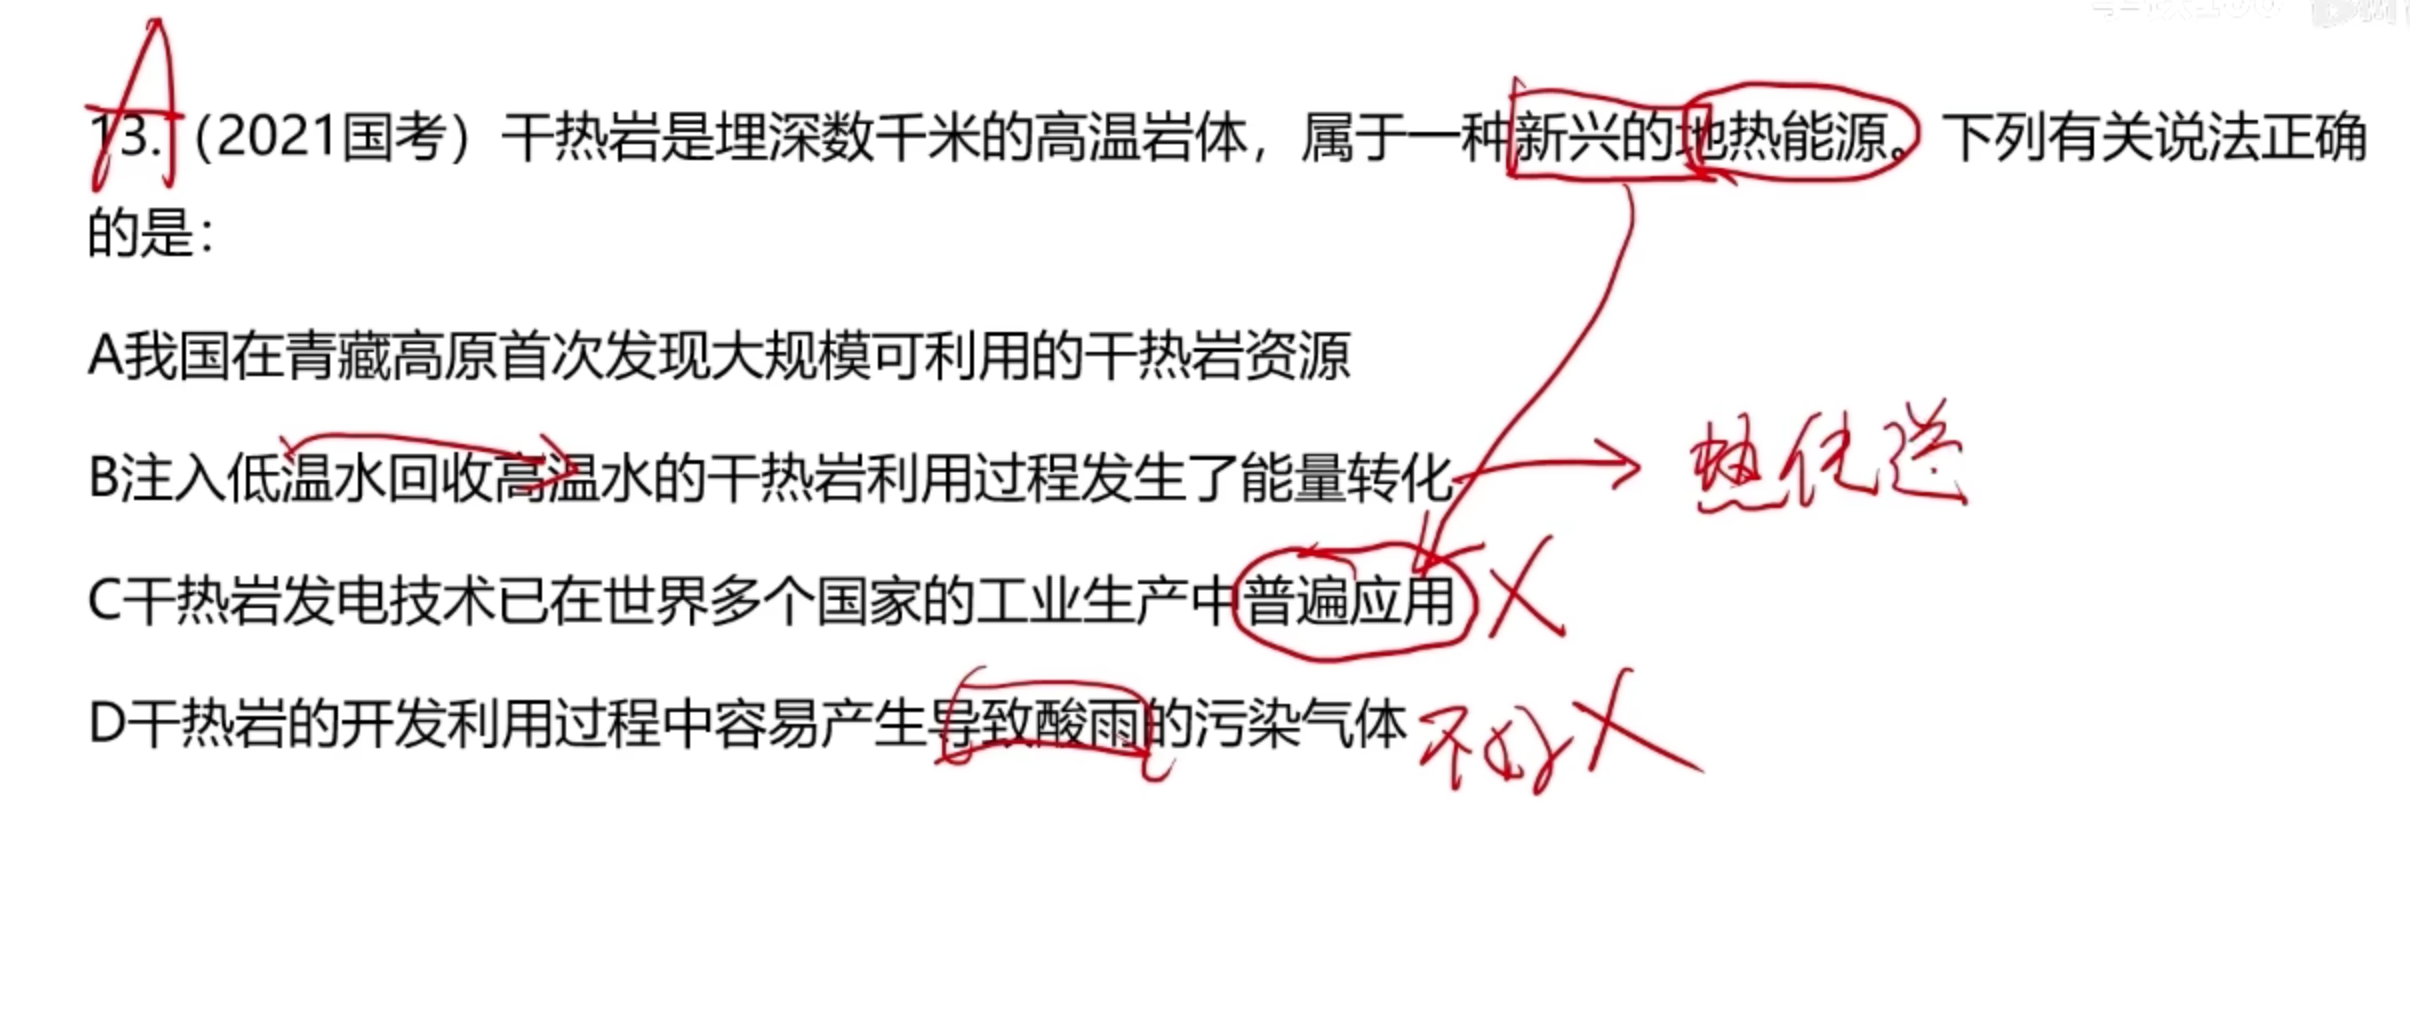 A
13.（2021国考）干热岩是埋深数千米的高温岩体，属于一种新兴的地热能源。下列有关说法正确
的是：
A我国在青藏高原首次发现大规模可利用的干热岩资源
B注入低温水回收高温水的干热岩利用过程发生了能量转化
热传送
C干热岩发电技术已在世界多个国家的工业生产中普遍应用 X
D干热岩的开发利用过程中容易产生导致酸雨的污染气体 X